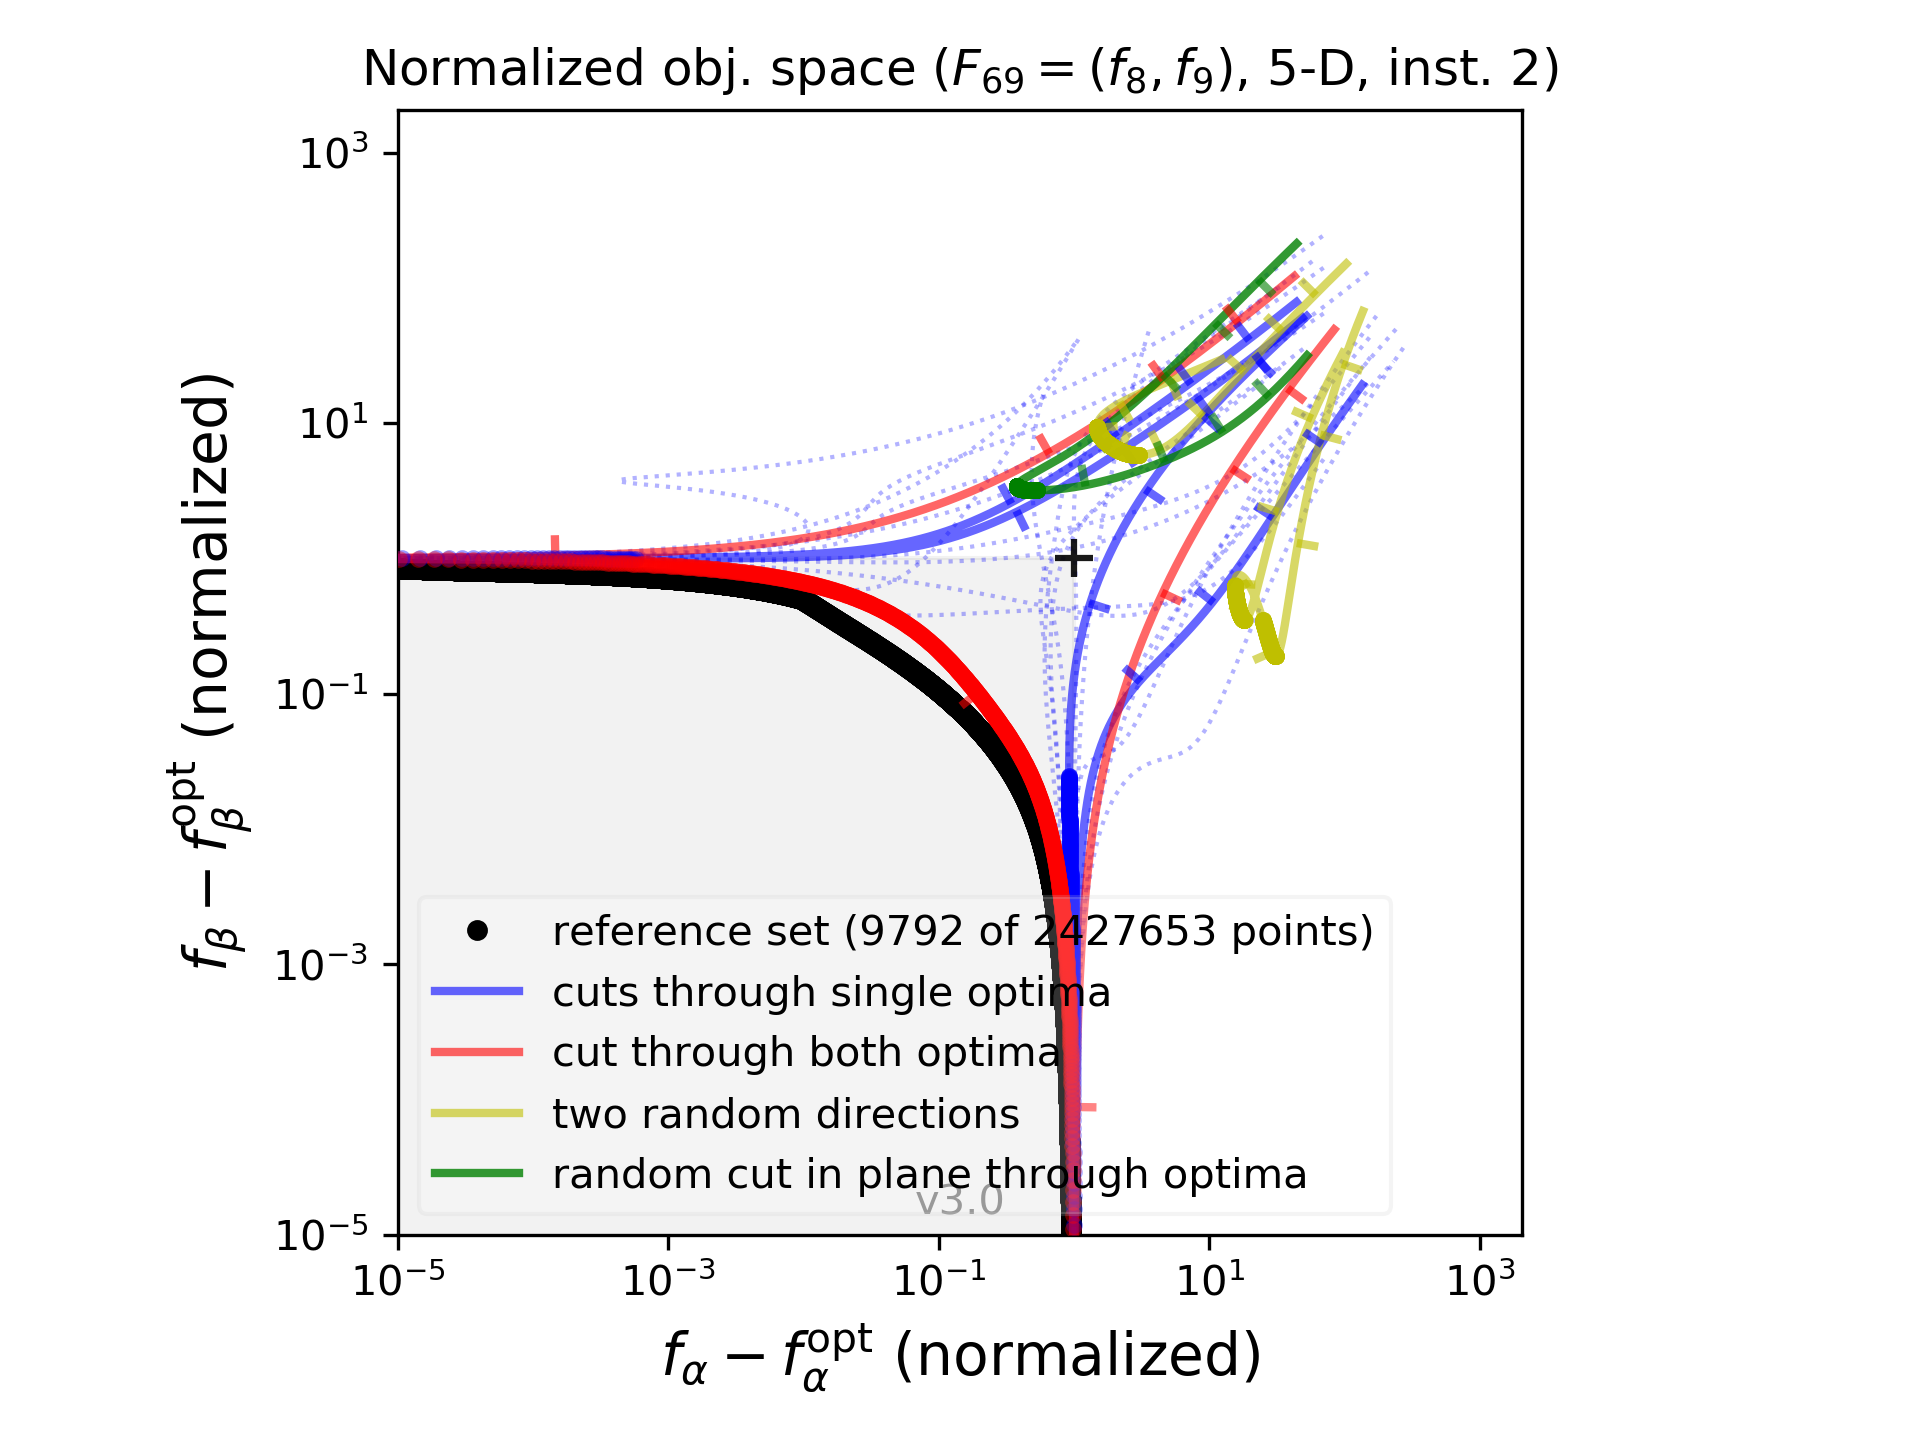 Normalized obj. space (F₆₉ = (f₈, f₉), 5-D, inst. 2)
10³
10¹
10⁻¹
10⁻³
10⁻⁵
f_β − f_β^opt (normalized)
reference set (9792 of 2427653 points)
cuts through single optima
cut through both optima
two random directions
random cut in plane through optima
v3.0
10⁻⁵
10⁻³
10⁻¹
10¹
10³
f_α − f_α^opt (normalized)